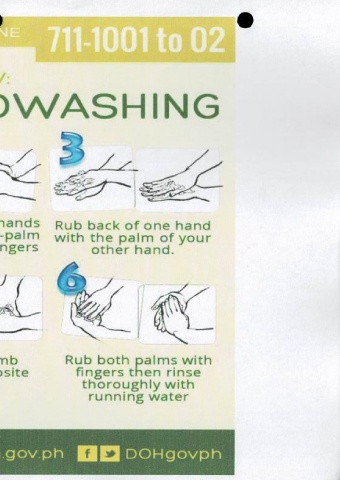 NE
711-1001 to 02
y:
DWASHING
3
hands
-palm
ngers
Rub back of one hand
with the palm of your
other hand.
6
mb
osite
Rub both palms with
fingers then rinse
thoroughly with
running water
.gov.ph
f DOHgovph